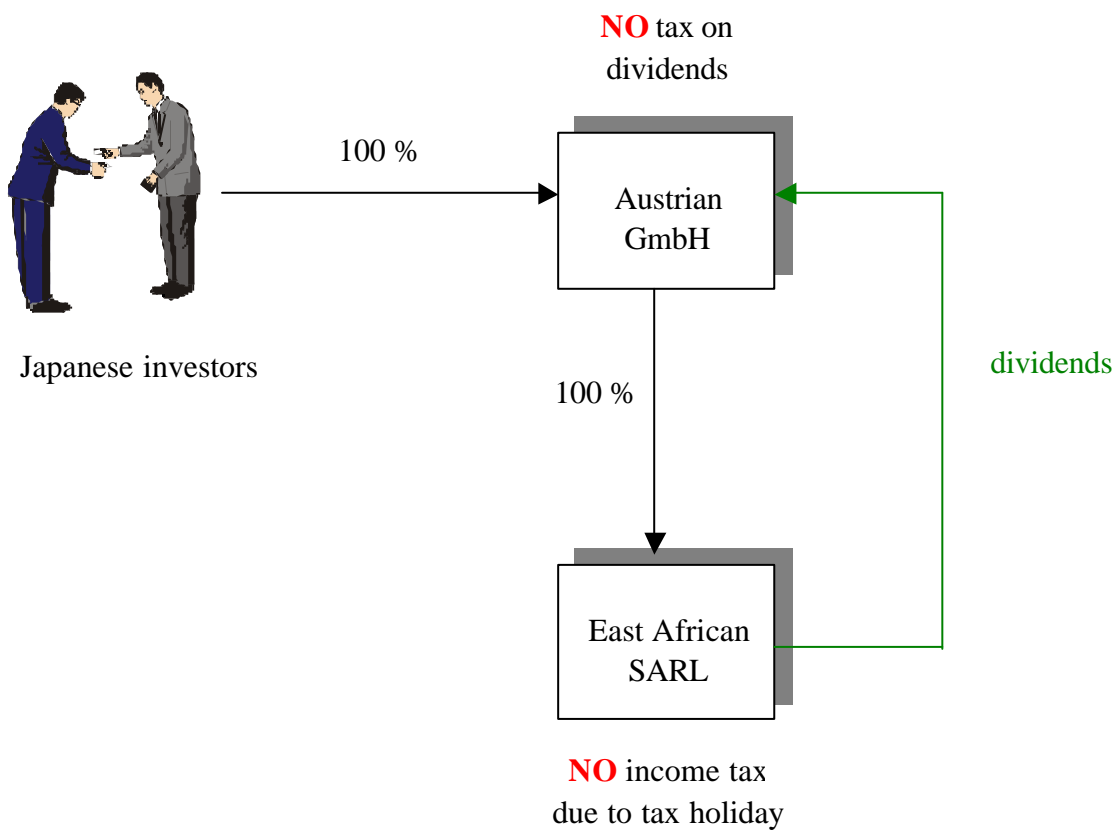 NO tax on
dividends
100 %
Austrian
GmbH
Japanese investors
100 %
dividends
East African
SARL
NO income tax
due to tax holiday